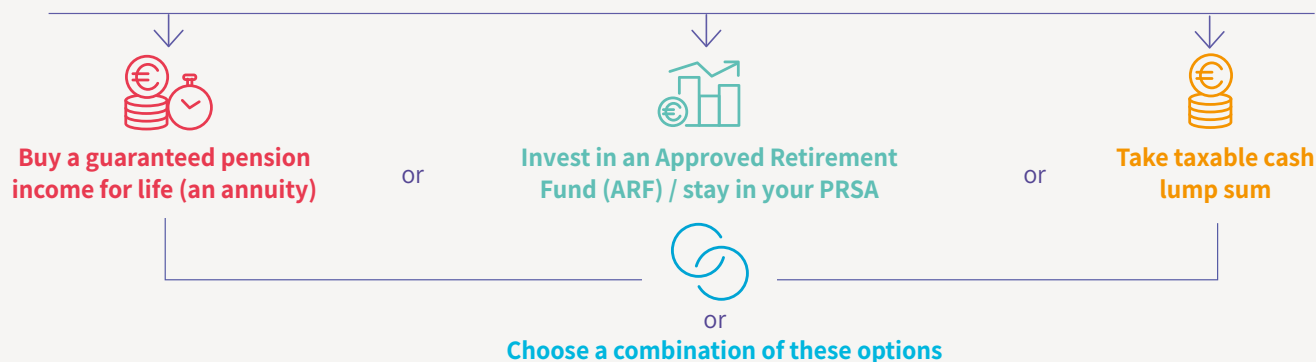 Buy a guaranteed pension
income for life (an annuity)
or
Invest in an Approved Retirement
Fund (ARF) / stay in your PRSA
or
Take taxable cash
lump sum
or
Choose a combination of these options